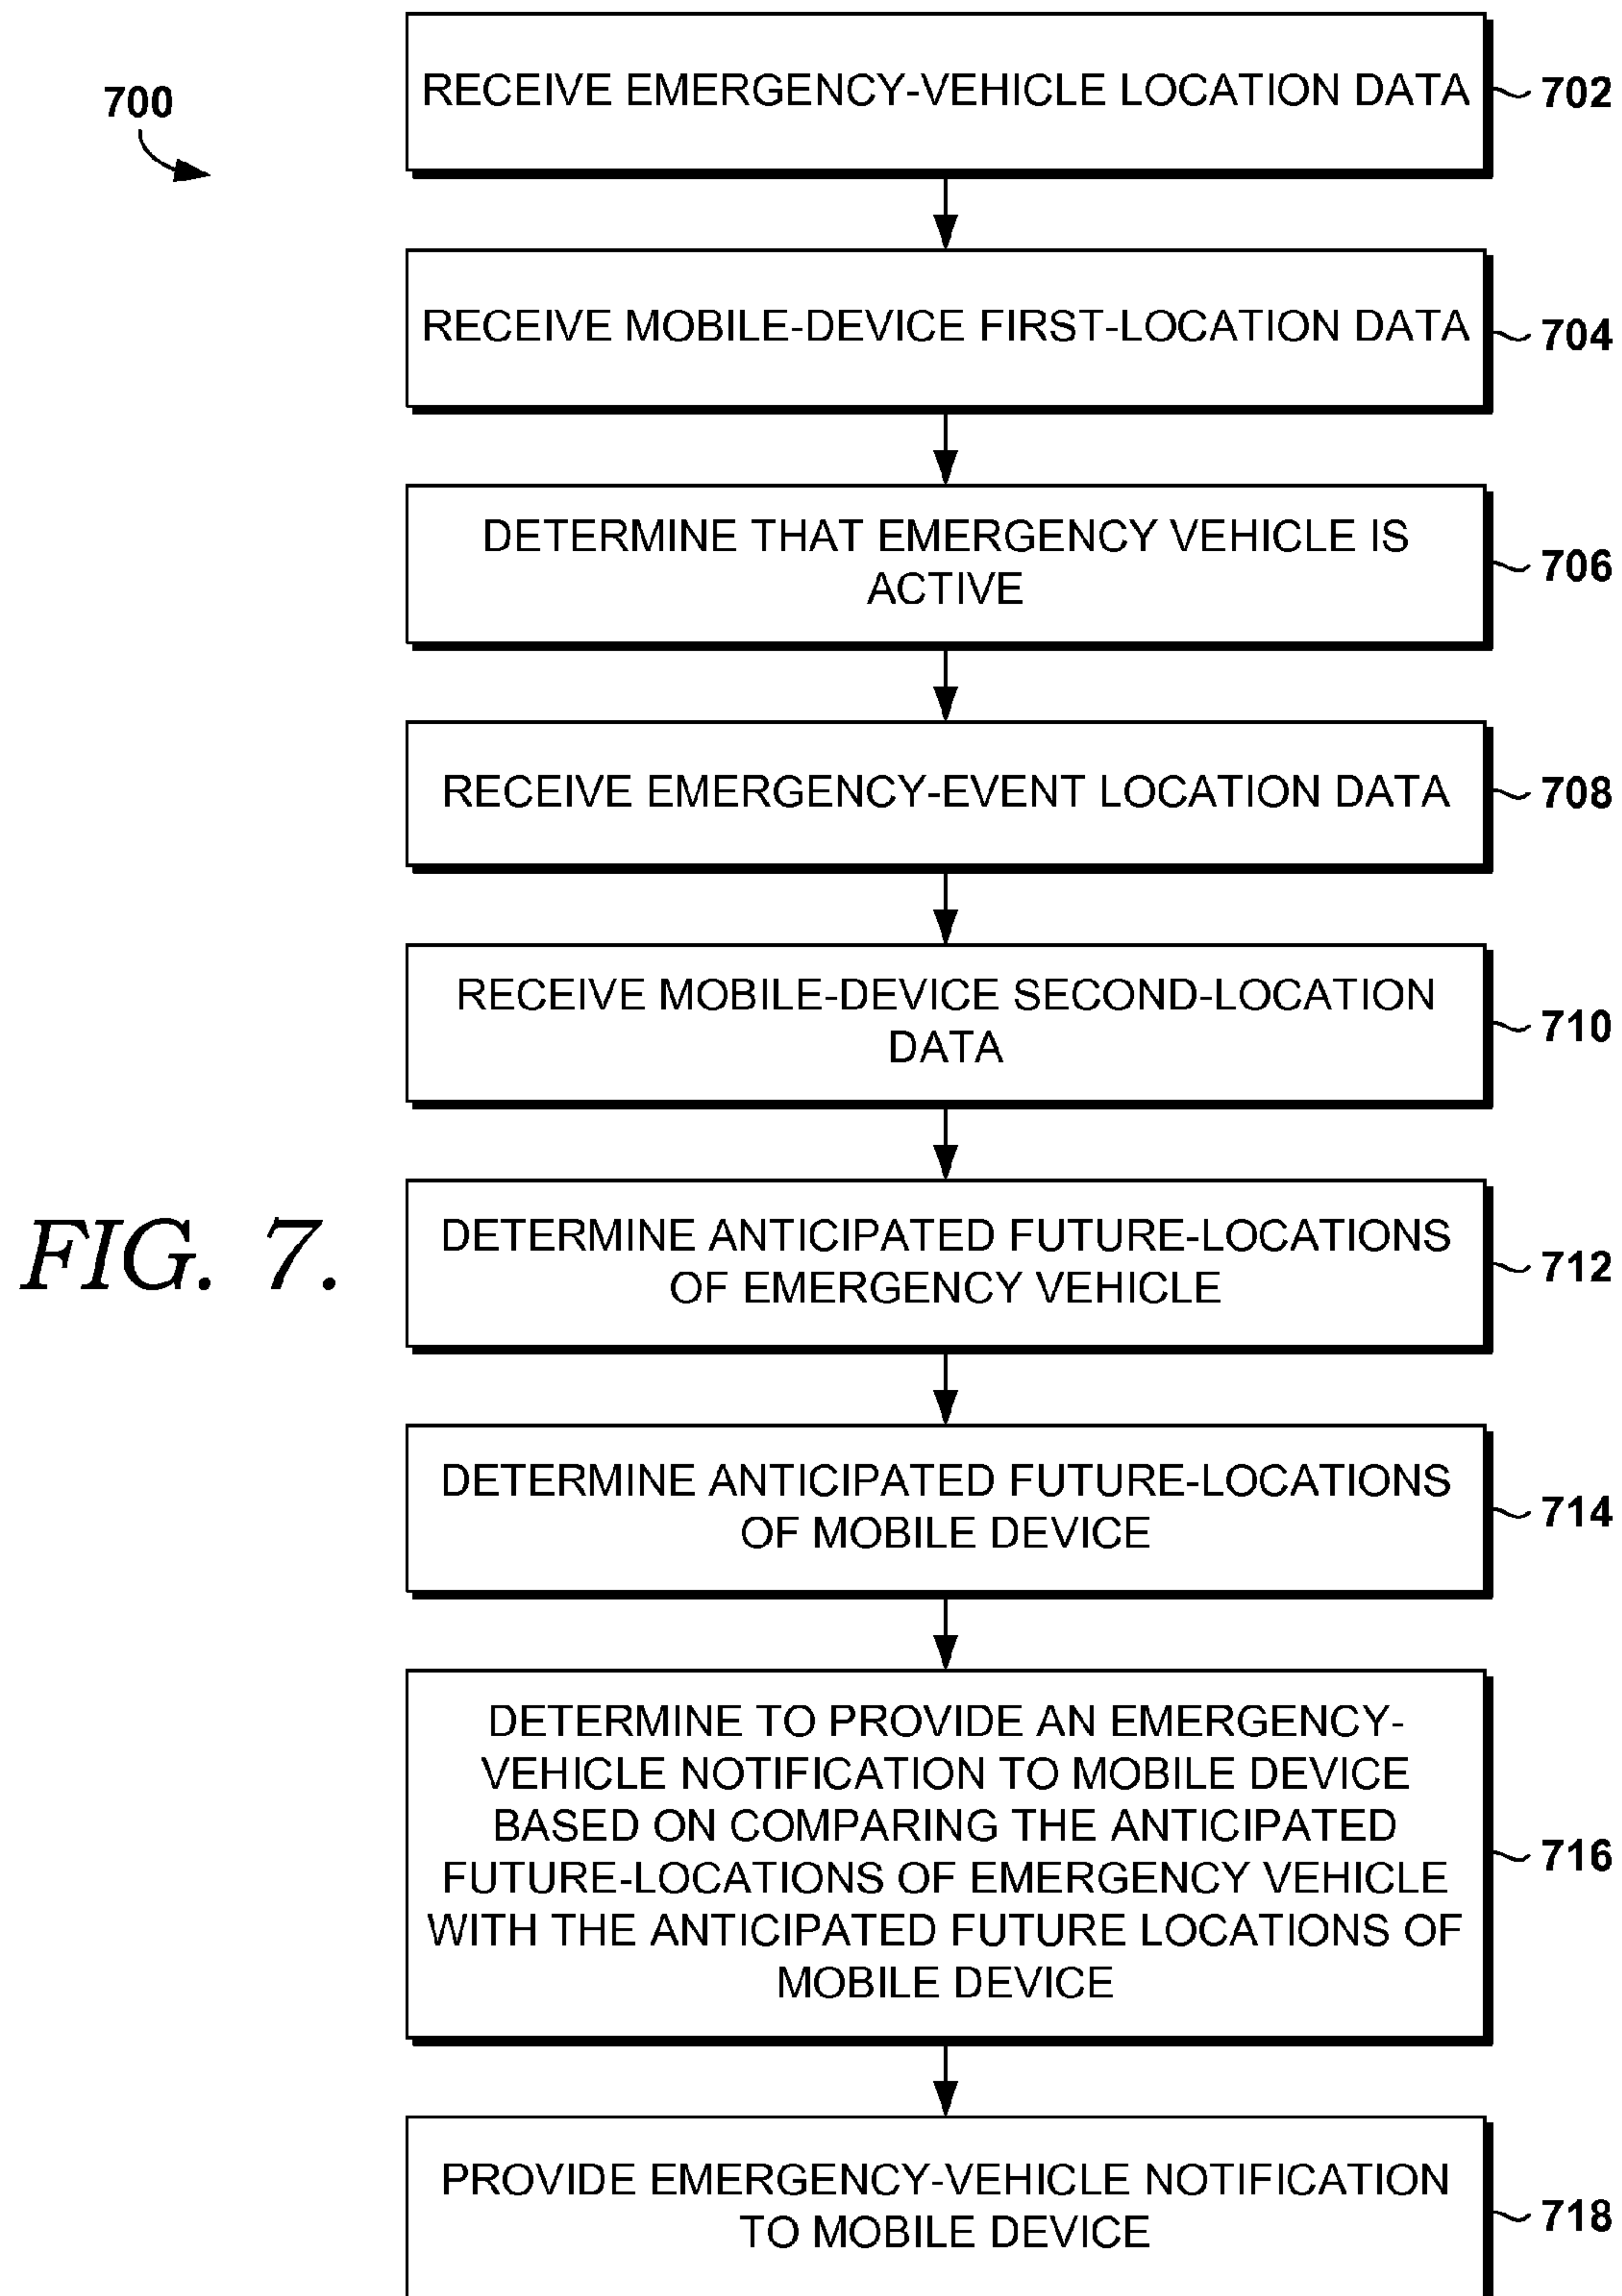 700
RECEIVE EMERGENCY-VEHICLE LOCATION DATA
702
RECEIVE MOBILE-DEVICE FIRST-LOCATION DATA
704
DETERMINE THAT EMERGENCY VEHICLE IS
ACTIVE
706
RECEIVE EMERGENCY-EVENT LOCATION DATA
708
RECEIVE MOBILE-DEVICE SECOND-LOCATION
DATA
710
FIG. 7.
DETERMINE ANTICIPATED FUTURE-LOCATIONS
OF EMERGENCY VEHICLE
712
DETERMINE ANTICIPATED FUTURE-LOCATIONS
OF MOBILE DEVICE
714
DETERMINE TO PROVIDE AN EMERGENCY-
VEHICLE NOTIFICATION TO MOBILE DEVICE
BASED ON COMPARING THE ANTICIPATED
FUTURE-LOCATIONS OF EMERGENCY VEHICLE
WITH THE ANTICIPATED FUTURE LOCATIONS OF
MOBILE DEVICE
716
PROVIDE EMERGENCY-VEHICLE NOTIFICATION
TO MOBILE DEVICE
718